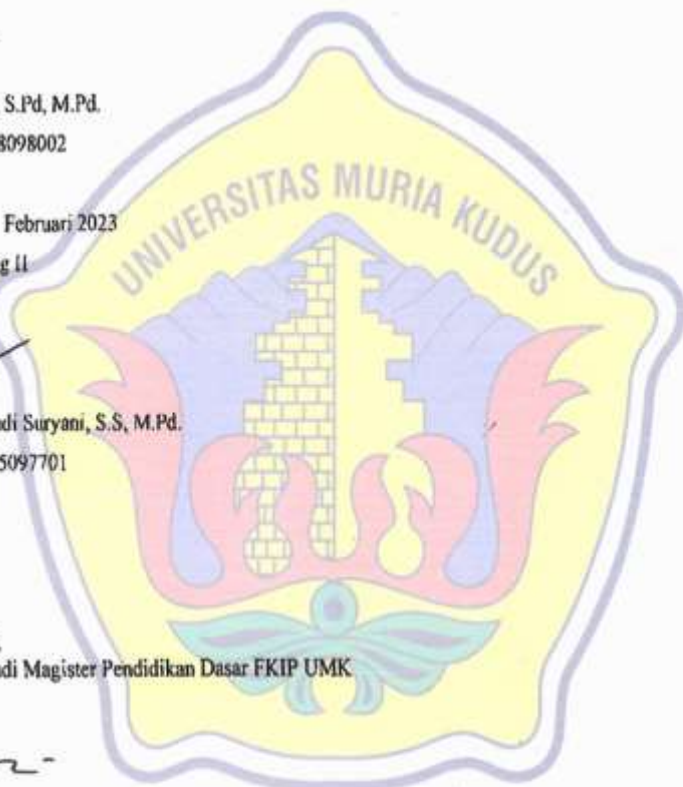 S.Pd, M.Pd.
8098002
UNIVERSITAS MURIA KUDUS
Februari 2023
g II
di Suryani, S.S, M.Pd.
5097701
di Magister Pendidikan Dasar FKIP UMK